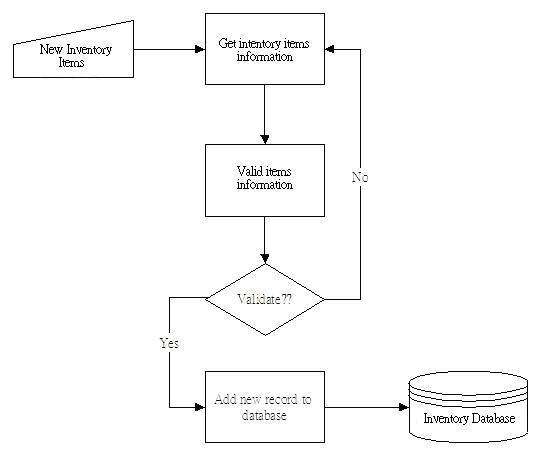 New Inventory
Items
Get intentory items
information
Valid items
information
No
Validate??
Yes
Add new record to
database
Inventory Database